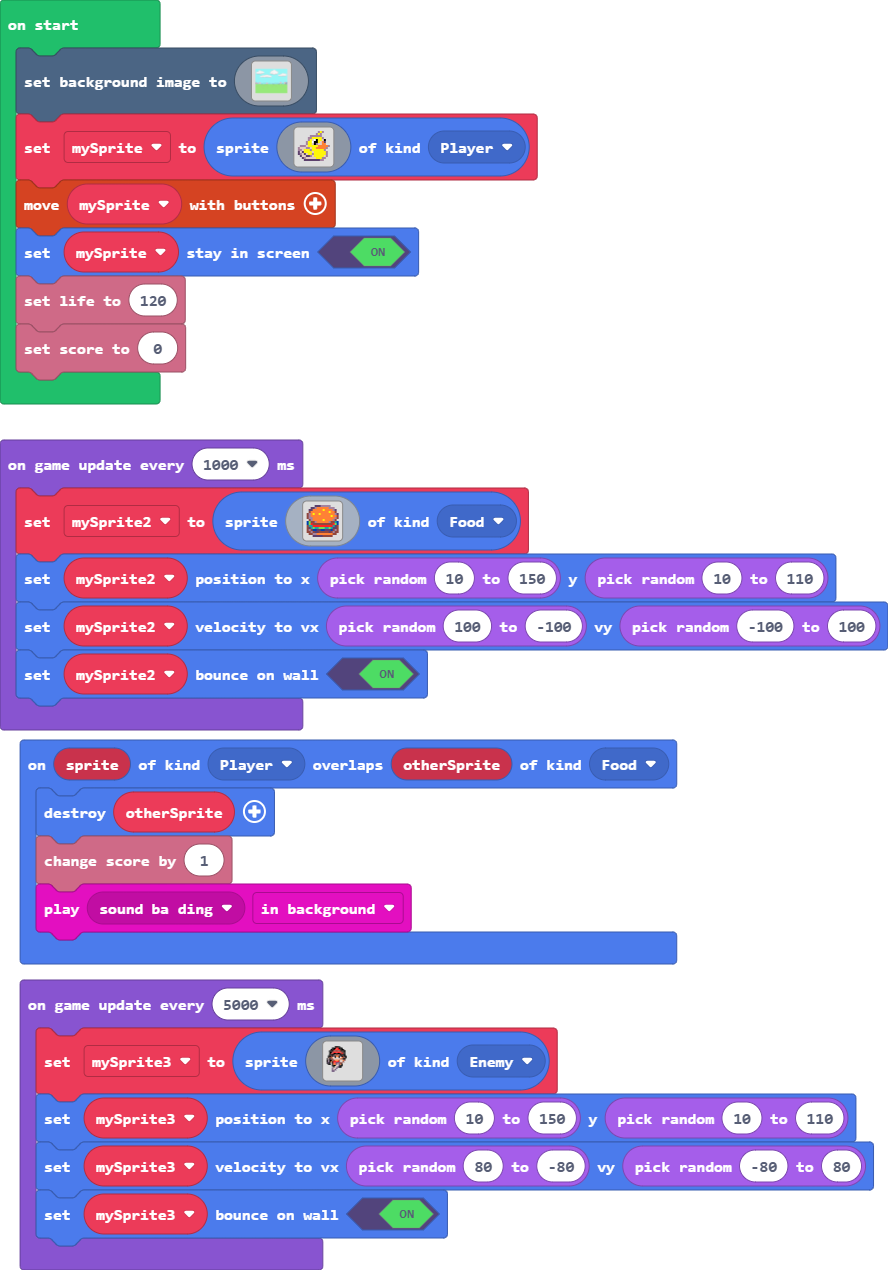 on start
set background image to
set mySprite to sprite of kind Player
move mySprite with buttons
set mySprite stay in screen ON
set life to 120
set score to 0
on game update every 1000 ms
set mySprite2 to sprite of kind Food
set mySprite2 position to x pick random 10 to 150 y pick random 10 to 110
set mySprite2 velocity to vx pick random 100 to -100 vy pick random -100 to 100
set mySprite2 bounce on wall ON
on sprite of kind Player overlaps otherSprite of kind Food
destroy otherSprite
change score by 1
play sound ba ding in background
on game update every 5000 ms
set mySprite3 to sprite of kind Enemy
set mySprite3 position to x pick random 10 to 150 y pick random 10 to 110
set mySprite3 velocity to vx pick random 80 to -80 vy pick random -80 to 80
set mySprite3 bounce on wall ON